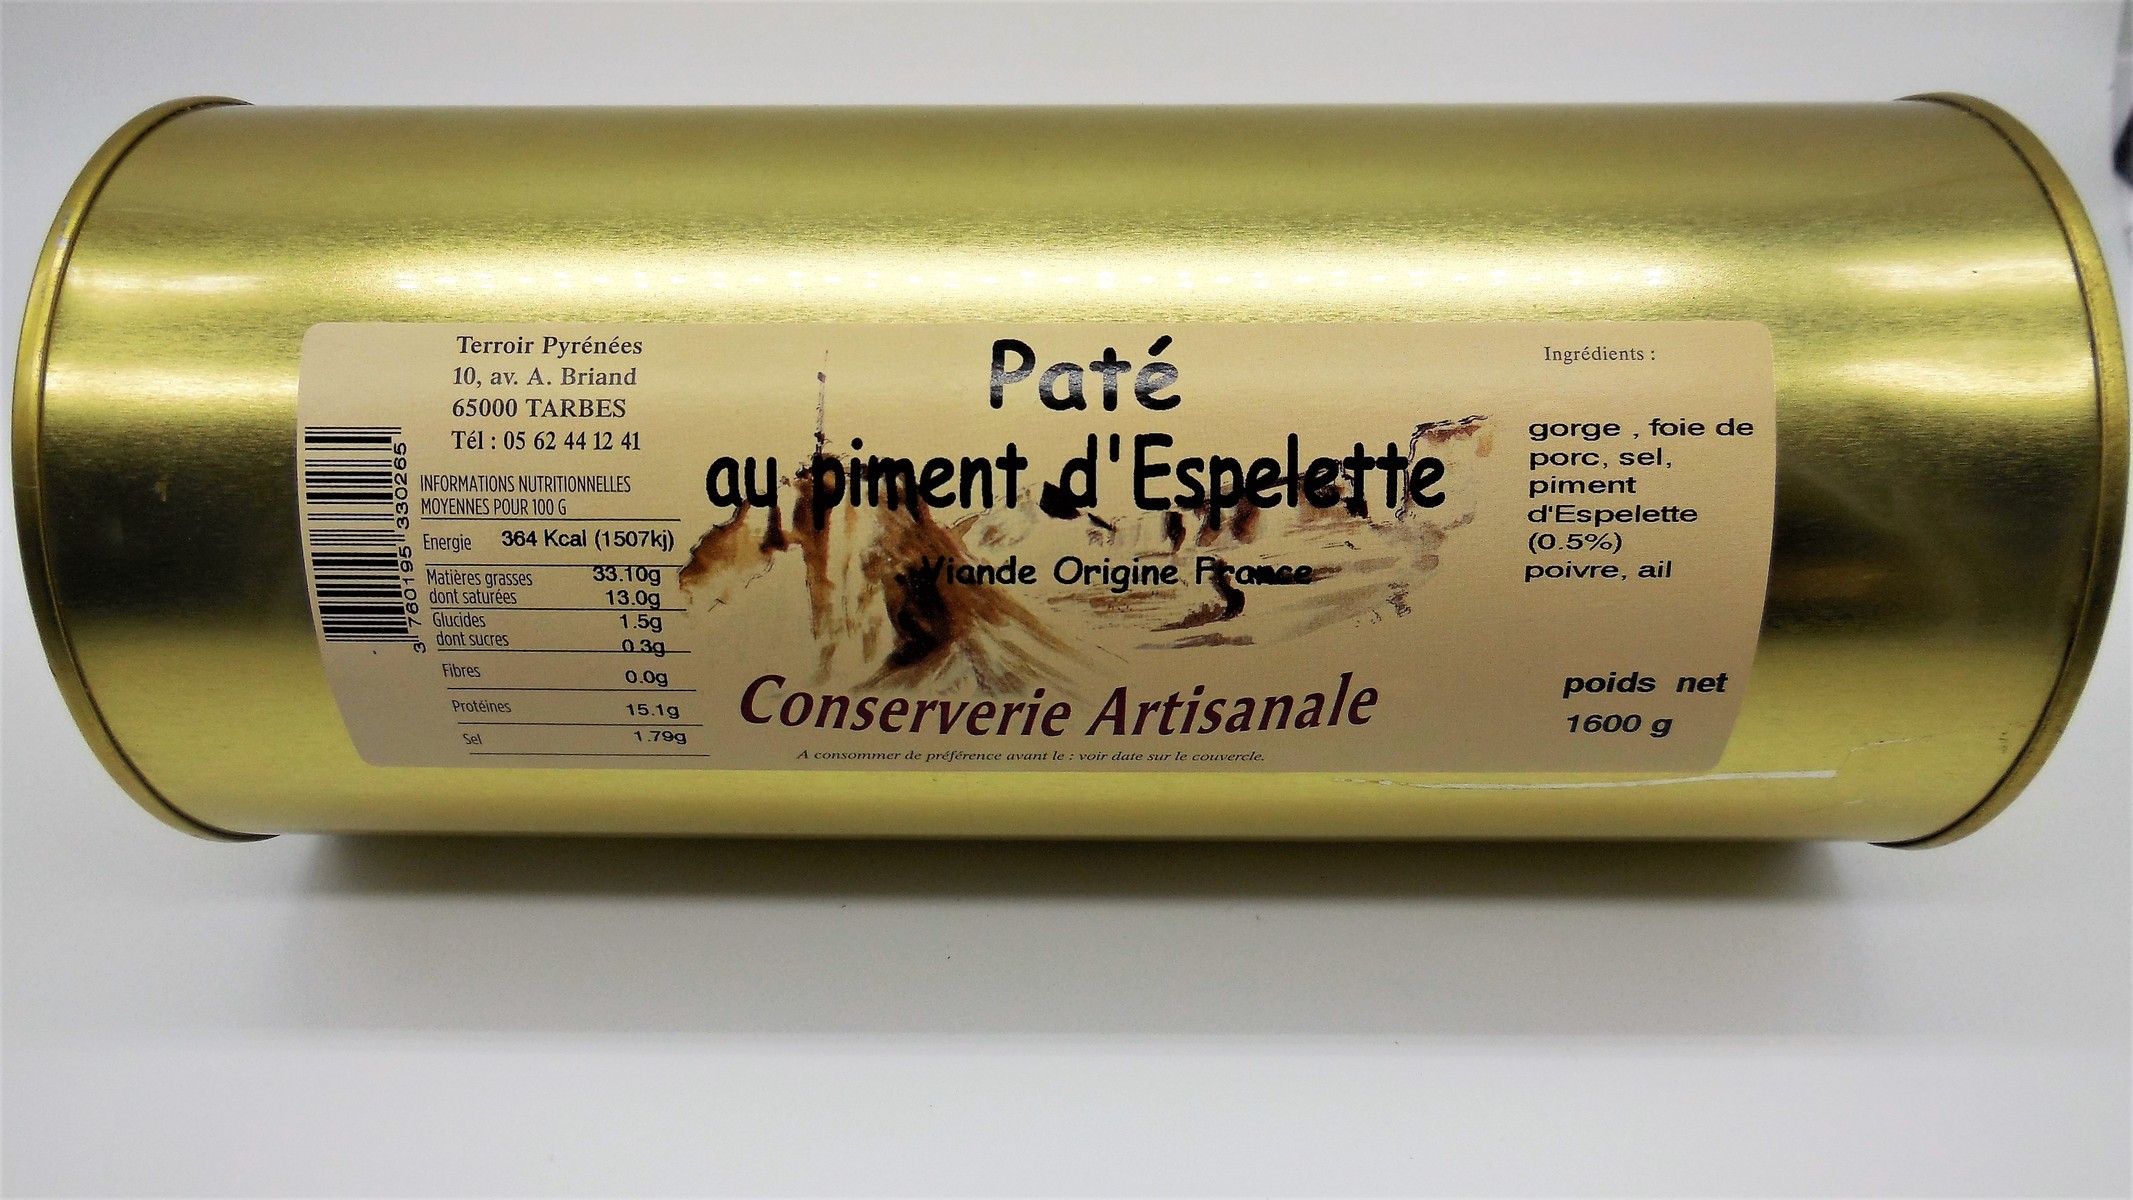 Terroir Pyrénées
10, av. A. Briand
65000 TARBES
Tél : 05 62 44 12 41
3 760195 330265
INFORMATIONS NUTRITIONNELLES
MOYENNES POUR 100 G
Energie 364 Kcal (1507kj)
Matières grasses 33.10g
dont saturées 13.0g
Glucides 1.5g
dont sucres 0.3g
Fibres 0.0g
Protéines 15.1g
Sel 1.79g
Paté
au piment d'Espelette
Viande Origine France
Conserverie Artisanale
A consommer de préférence avant le : voir date sur le couvercle.
Ingrédients :
gorge , foie de
porc, sel,
piment
d'Espelette
(0.5%)
poivre, ail
poids net
1600 g